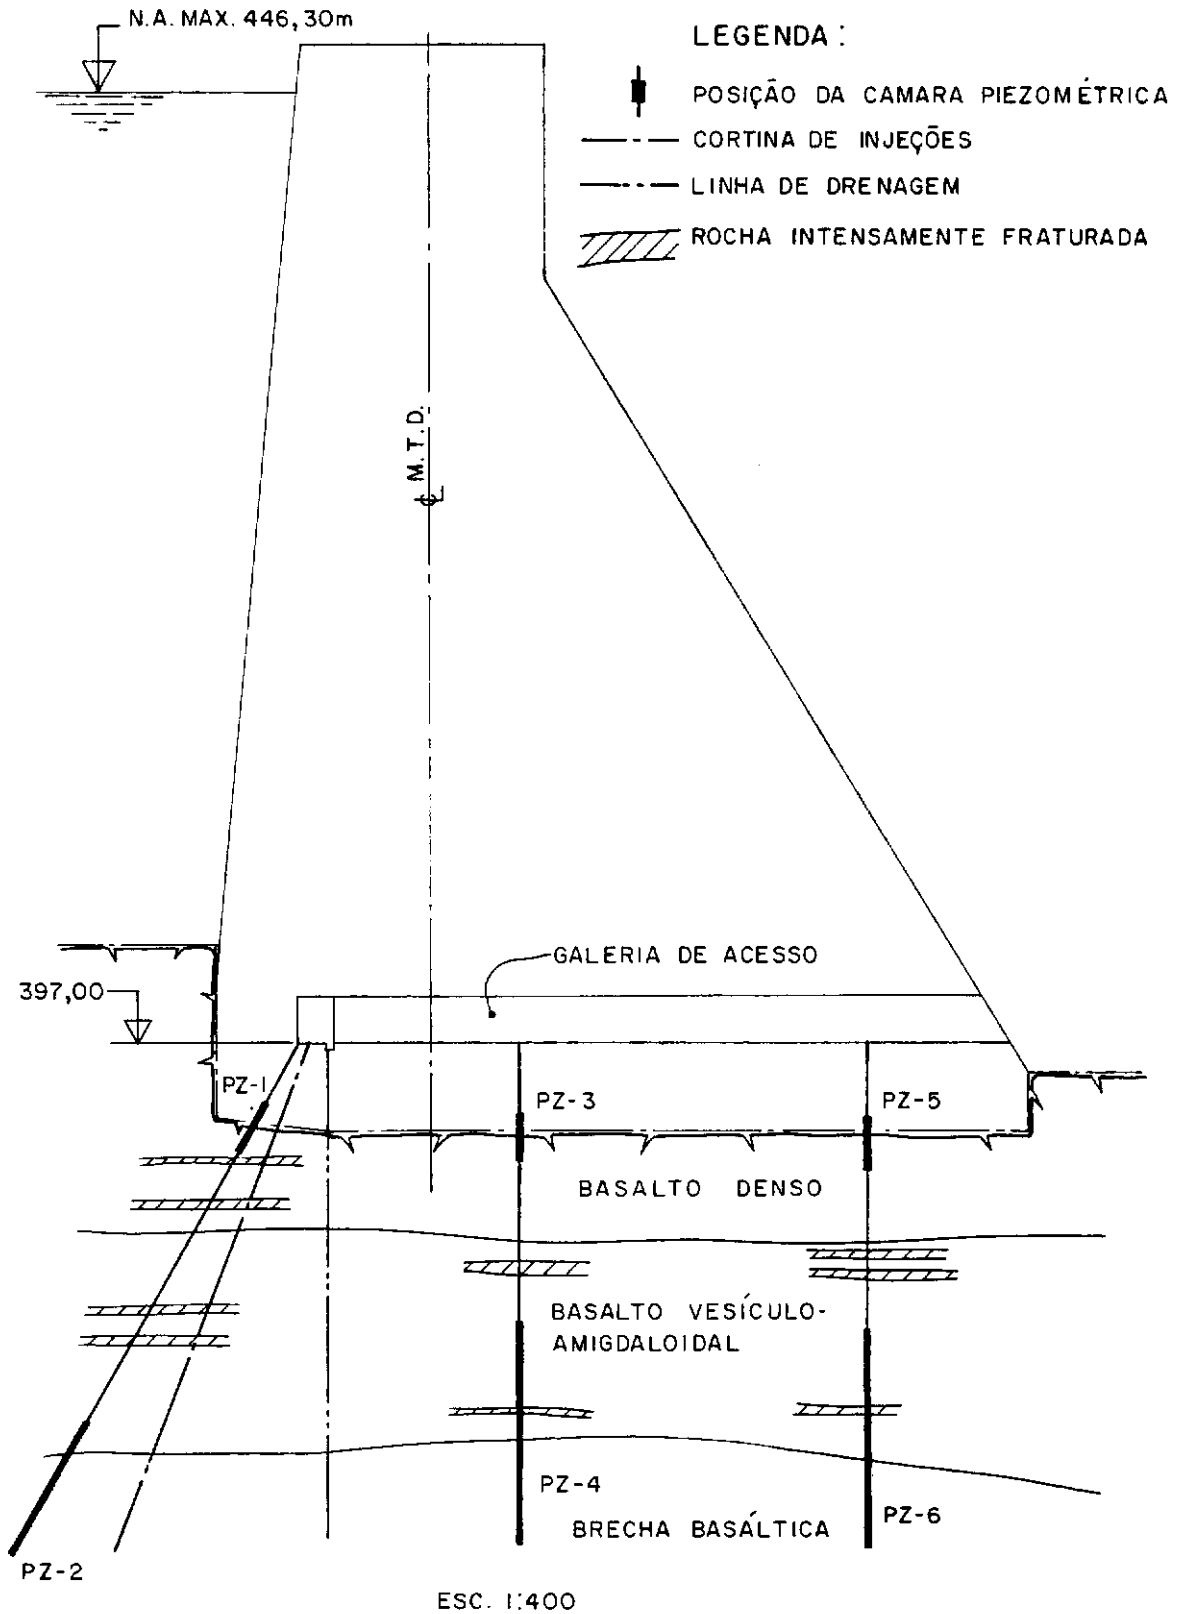 N.A. MAX. 446,30m
LEGENDA:
POSIÇÃO DA CAMARA PIEZOMÉTRICA
CORTINA DE INJEÇÕES
LINHA DE DRENAGEM
ROCHA INTENSAMENTE FRATURADA
M.T.D.
GALERIA DE ACESSO
397,00
PZ-1
PZ-3
PZ-5
BASALTO DENSO
BASALTO VESÍCULO-
AMIGDALOIDAL
PZ-4
PZ-6
BRECHA BASÁLTICA
PZ-2
ESC. 1:400